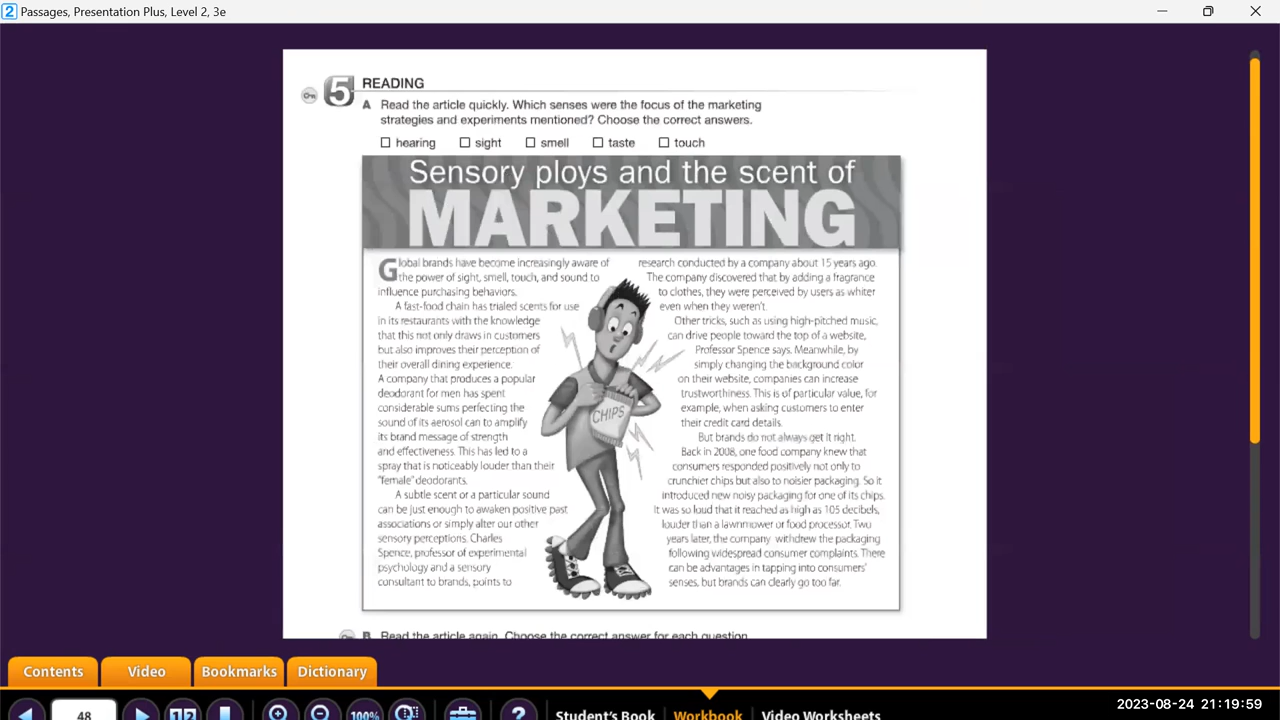 2 Passages, Presentation Plus, Level 2, 3e
5 READING
A Read the article quickly. Which senses were the focus of the marketing
strategies and experiments mentioned? Choose the correct answers.
☐ hearing ☐ sight ☐ smell ☐ taste ☐ touch
Sensory ploys and the scent of
MARKETING
Global brands have become increasingly aware of
the power of sight, smell, touch, and sound to
influence purchasing behaviors.
A fast-food chain has trialed scents for use
in its restaurants with the knowledge
that this not only draws in customers
but also improves their perception of
their overall dining experience.
A company that produces a popular
deodorant for men has spent
considerable sums perfecting the
sound of its aerosol can to amplify
its brand message of strength
and effectiveness. This has led to a
spray that is noticeably louder than their
"female" deodorants.
A subtle scent or a particular sound
can be just enough to awaken positive past
associations or simply alter our other
sensory perceptions. Charles
Spence, professor of experimental
psychology and a sensory
consultant to brands, points to
research conducted by a company about 15 years ago.
The company discovered that by adding a fragrance
to clothes, they were perceived by users as whiter
even when they weren't.
Other tricks, such as using high-pitched music,
can drive people toward the top of a website,
Professor Spence says. Meanwhile, by
simply changing the background color
on their website, companies can increase
trustworthiness. This is of particular value, for
example, when asking customers to enter
their credit card details.
But brands do not always get it right.
Back in 2008, one food company knew that
consumers responded positively not only to
crunchier chips but also to noisier packaging. So it
introduced new noisy packaging for one of its chips.
It was so loud that it reached as high as 105 decibels,
louder than a lawnmower or food processor. Two
years later, the company withdrew the packaging
following widespread consumer complaints. There
can be advantages in tapping into consumers'
senses, but brands can clearly go too far.
CHIPS
B Read the article again. Choose the correct answer for each question.
Contents Video Bookmarks Dictionary
48 1 2 100% ? Student's Book Workbook Video Worksheets
2023-08-24 21:19:59